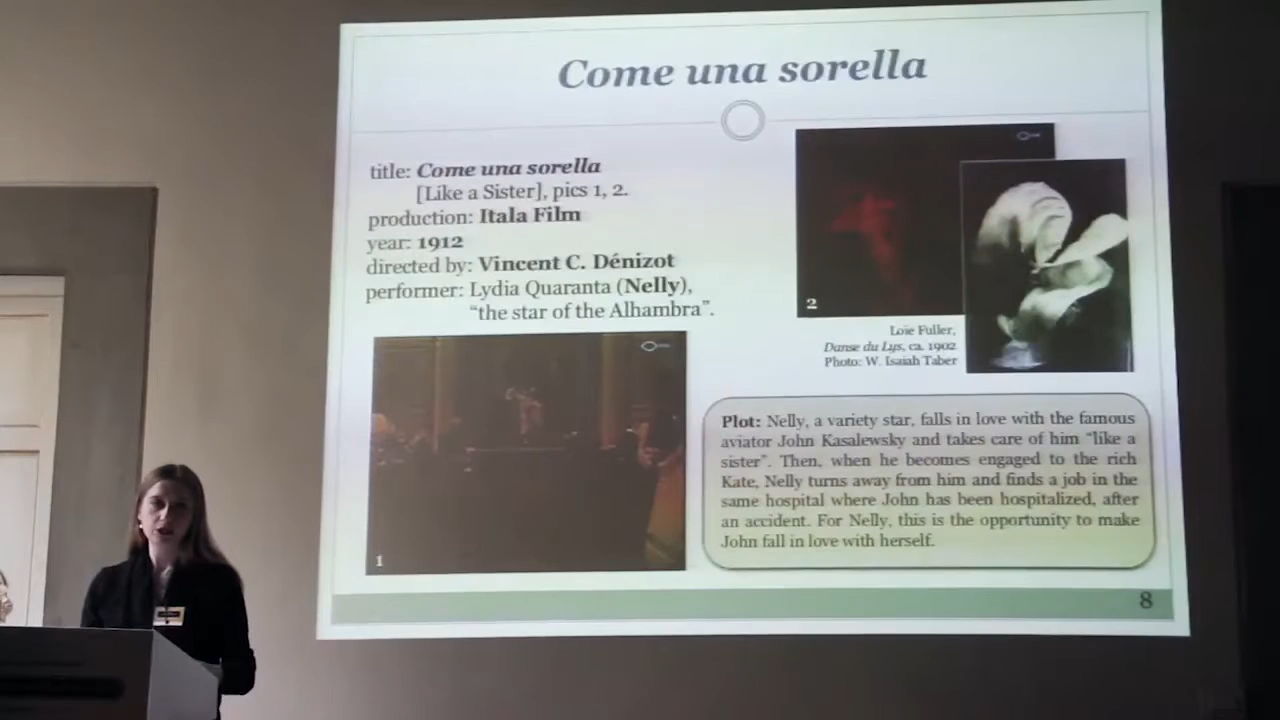 Come una sorella
title: Come una sorella
[Like a Sister], pics 1, 2.
production: Itala Film
year: 1912
directed by: Vincent C. Dénizot
performer: Lydia Quaranta (Nelly),
“the star of the Alhambra”.
1
2
Loïe Fuller,
Danse du Lys, ca. 1902
Photo: W. Isaiah Taber
Plot: Nelly, a variety star, falls in love with the famous
aviator John Kasalewsky and takes care of him “like a
sister”. Then, when he becomes engaged to the rich
Kate, Nelly turns away from him and finds a job in the
same hospital where John has been hospitalized, after
an accident. For Nelly, this is the opportunity to make
John fall in love with herself.
8